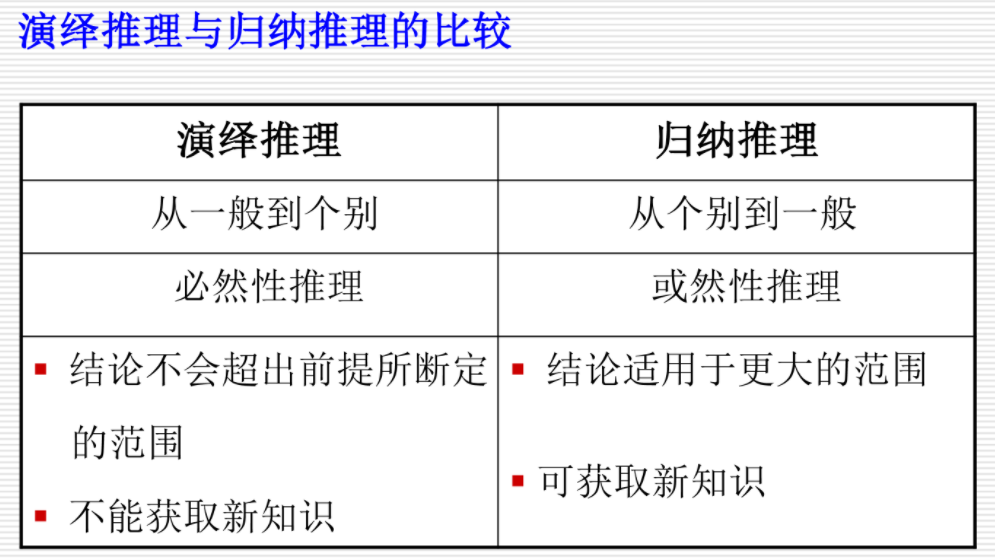 演绎推理与归纳推理的比较
演绎推理
归纳推理
从一般到个别
从个别到一般
必然性推理
或然性推理
▪ 结论不会超出前提所断定
的范围
▪ 不能获取新知识
▪ 结论适用于更大的范围
▪ 可获取新知识